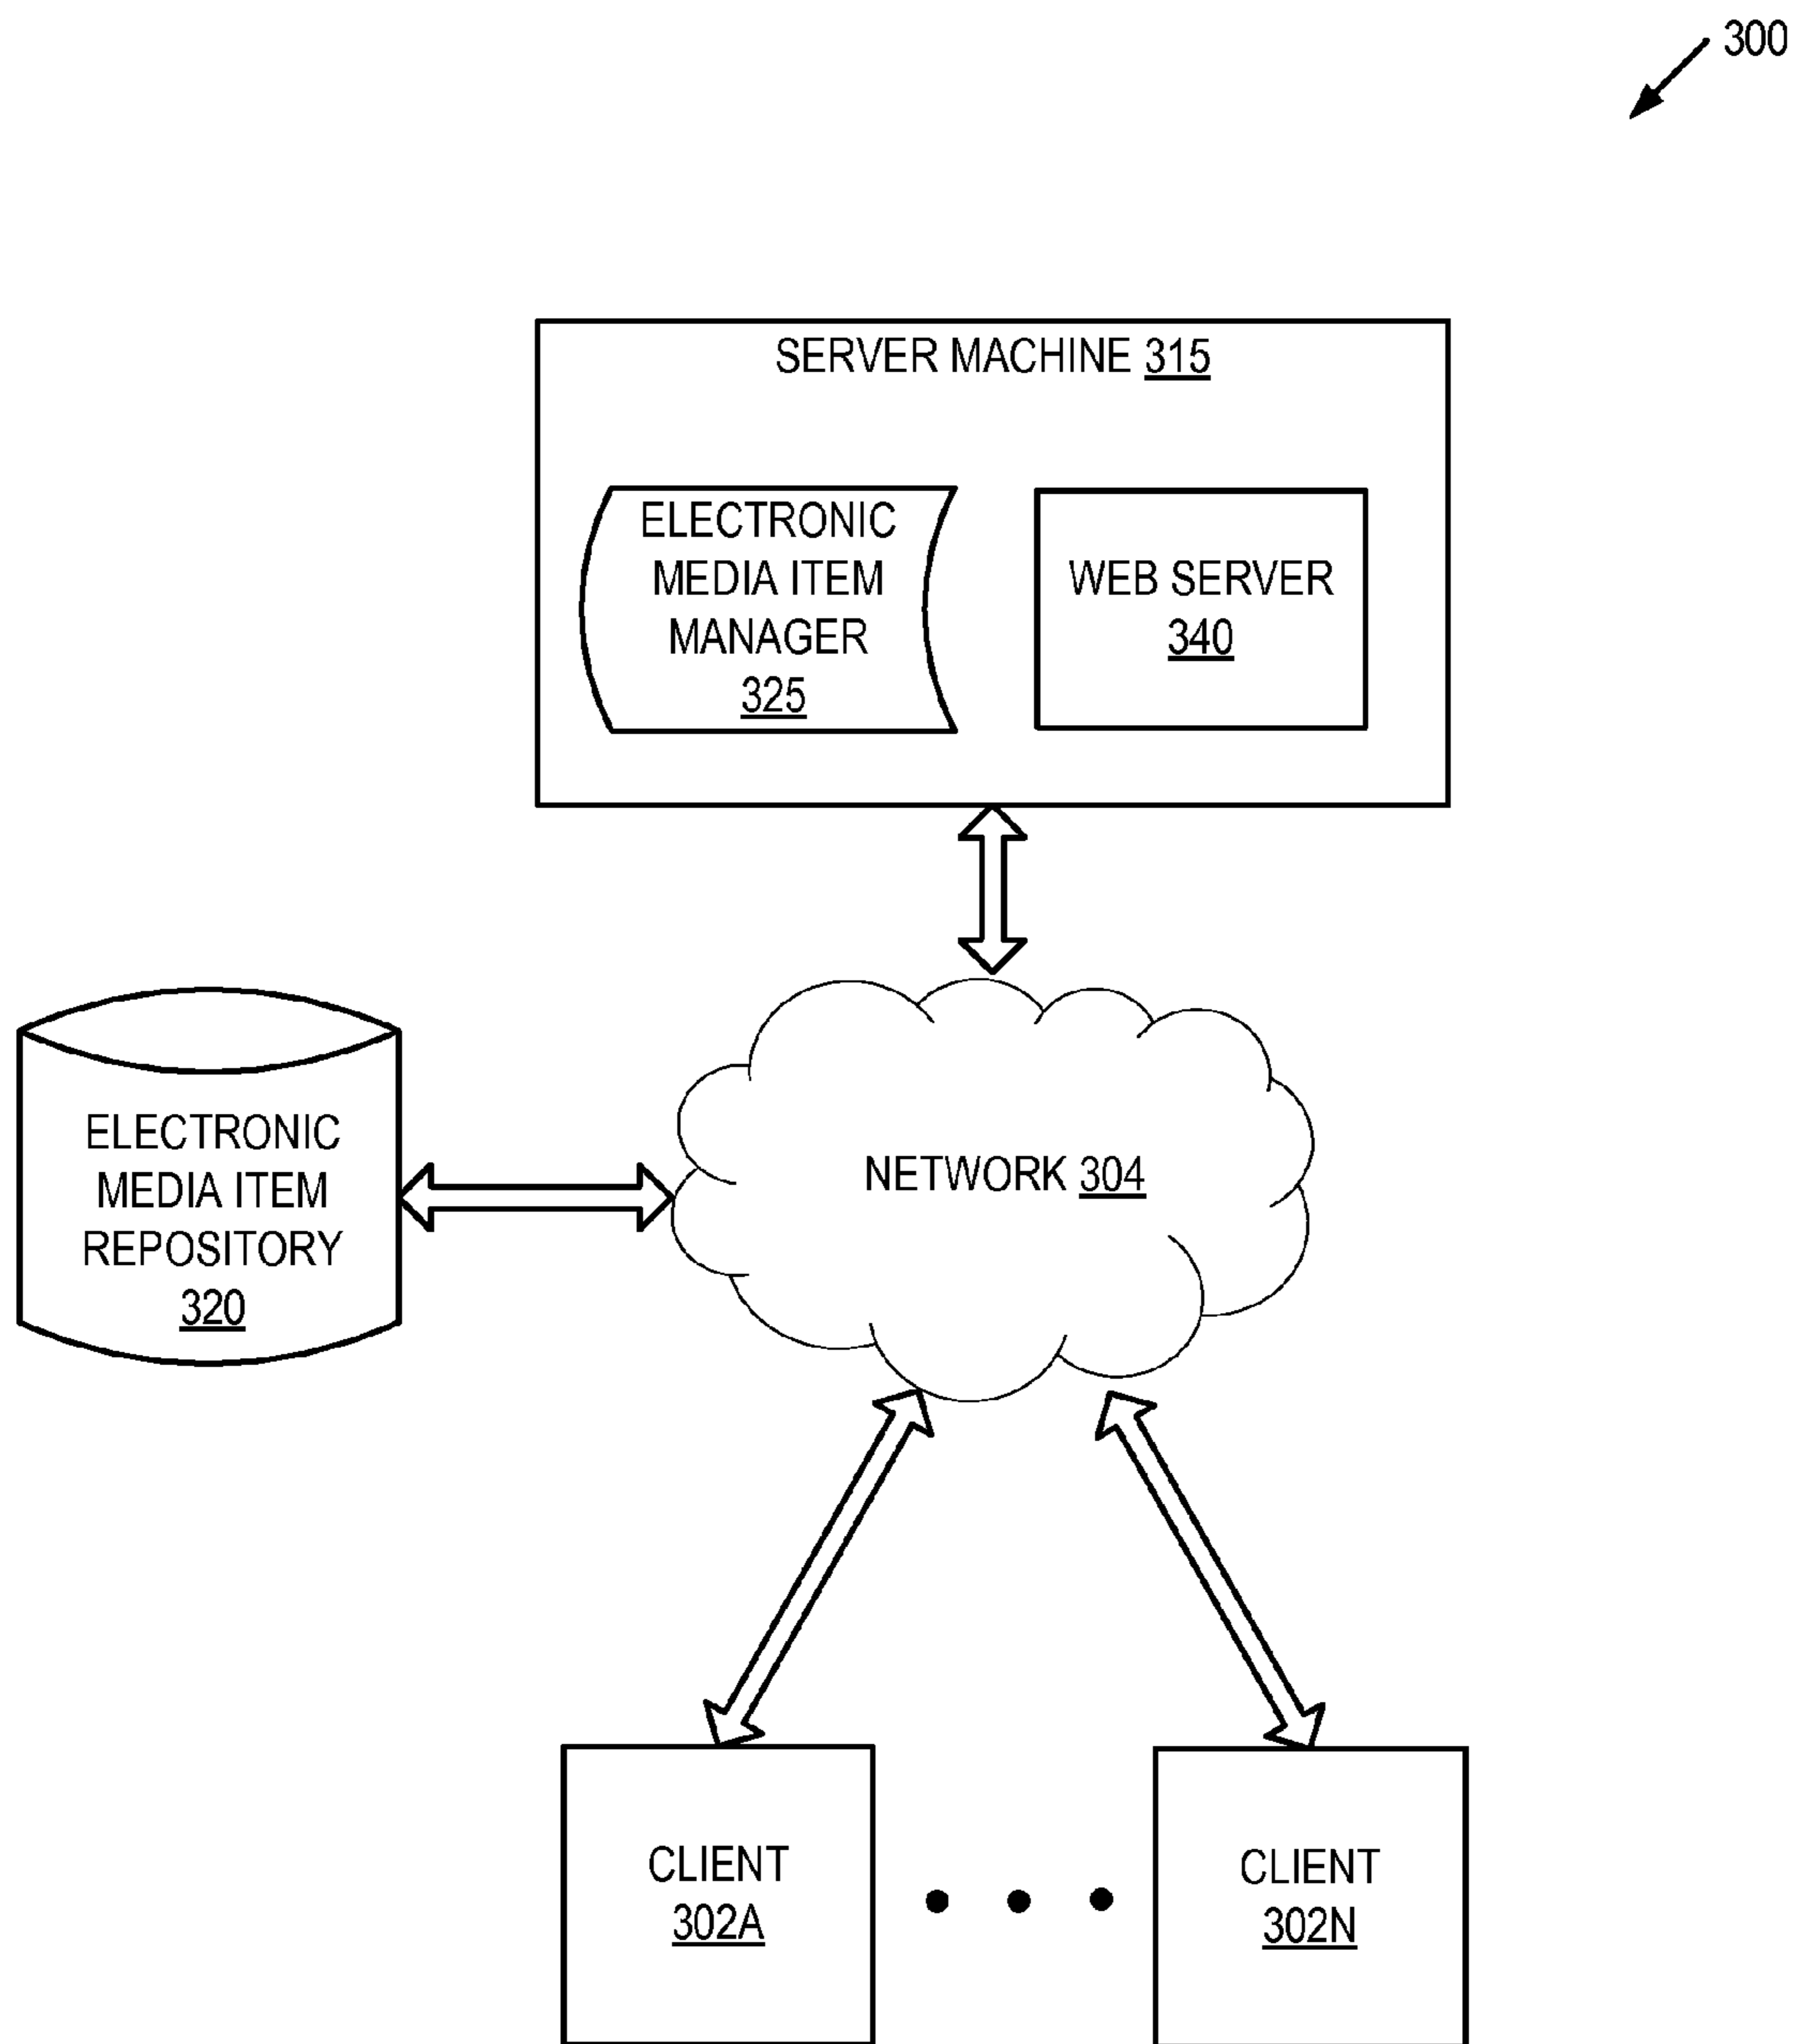 300
SERVER MACHINE 315
ELECTRONIC
MEDIA ITEM
MANAGER
325
WEB SERVER
340
ELECTRONIC
MEDIA ITEM
REPOSITORY
320
NETWORK 304
CLIENT
302A
CLIENT
302N